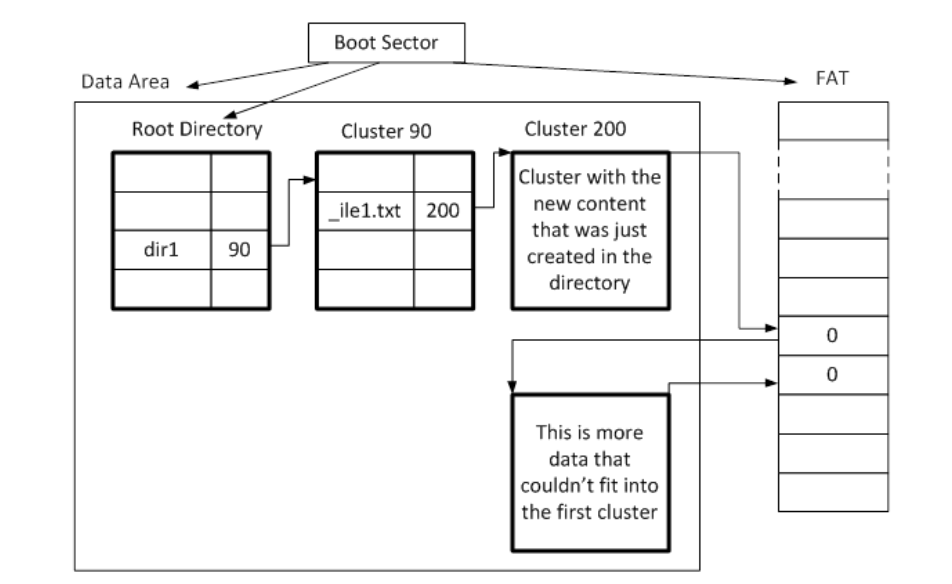 Boot Sector
Data Area
FAT
Root Directory
Cluster 90
Cluster 200
dir1
90
_ile1.txt
200
Cluster with the
new content
that was just
created in the
directory
0
0
This is more
data that
couldn't fit into
the first cluster